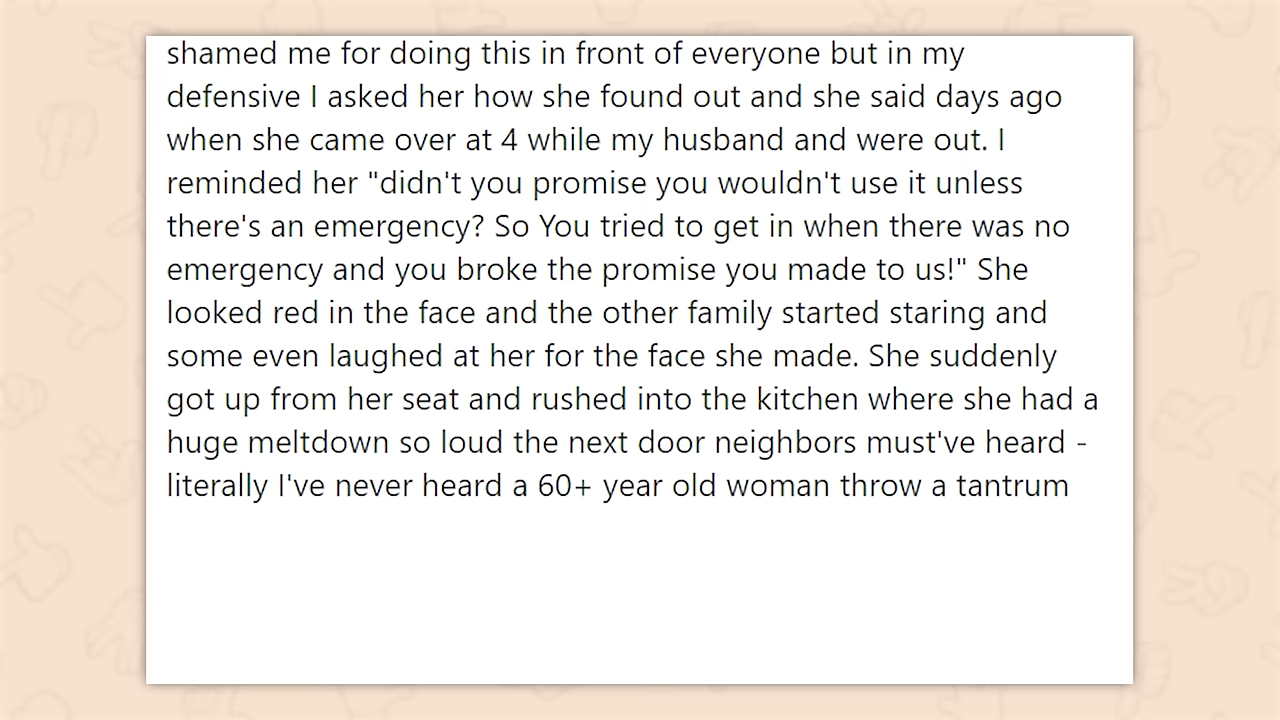 shamed me for doing this in front of everyone but in my
defensive I asked her how she found out and she said days ago
when she came over at 4 while my husband and were out. I
reminded her "didn't you promise you wouldn't use it unless
there's an emergency? So You tried to get in when there was no
emergency and you broke the promise you made to us!" She
looked red in the face and the other family started staring and
some even laughed at her for the face she made. She suddenly
got up from her seat and rushed into the kitchen where she had a
huge meltdown so loud the next door neighbors must've heard -
literally I've never heard a 60+ year old woman throw a tantrum